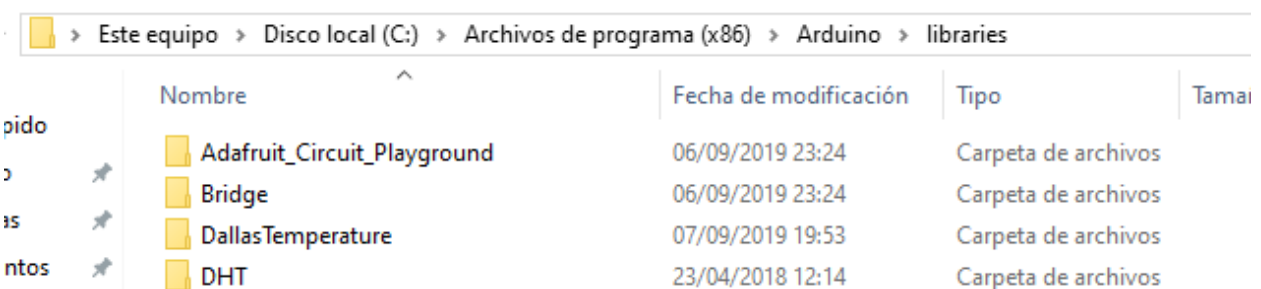 Este equipo > Disco local (C:) > Archivos de programa (x86) > Arduino > libraries
Nombre Fecha de modificación Tipo Tamai
pido
Adafruit_Circuit_Playground 06/09/2019 23:24 Carpeta de archivos
Bridge 06/09/2019 23:24 Carpeta de archivos
as
DallasTemperature 07/09/2019 19:53 Carpeta de archivos
ntos
DHT 23/04/2018 12:14 Carpeta de archivos